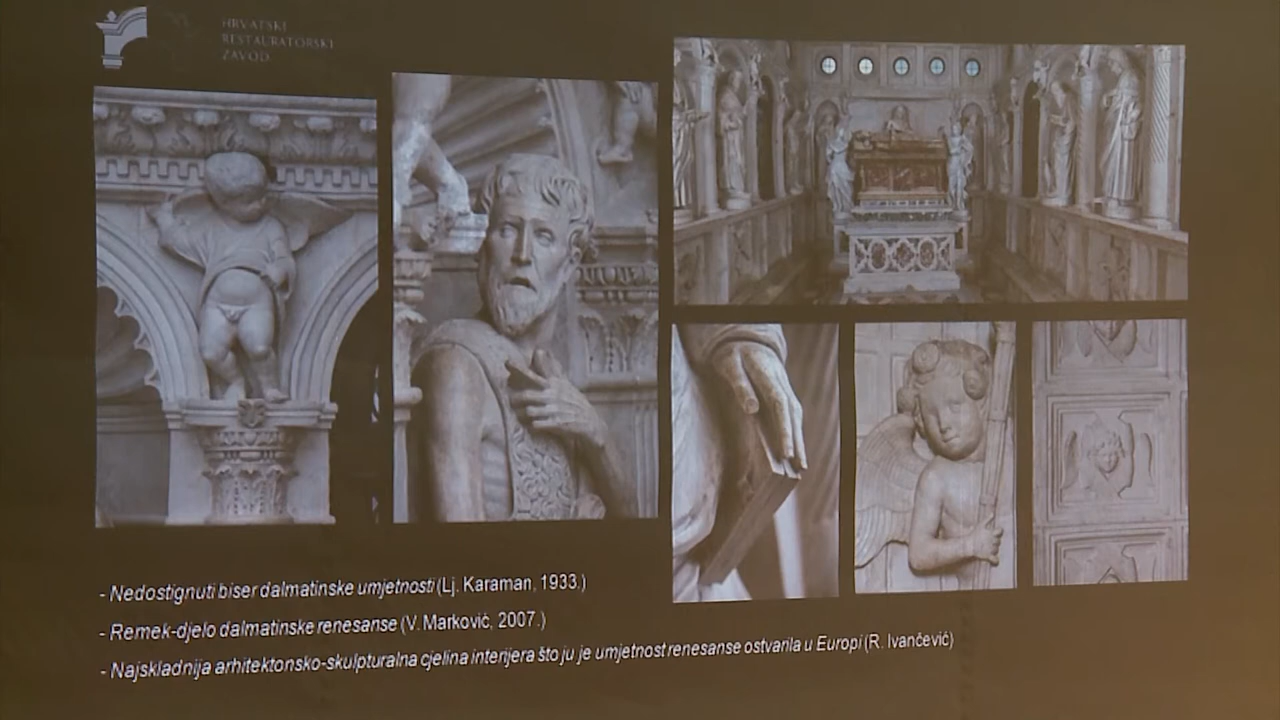 HRVATSKI
RESTAURATORSKI
ZAVOD
- Nedostignuti biser dalmatinske umjetnosti (Lj. Karaman, 1933.)
- Remek-djelo dalmatinske renesanse (V. Marković, 2007.)
- Najskladnija arhitektonsko-skulpturalna cjelina interijera što ju je umjetnost renesanse ostvarila u Europi (R. Ivančević)